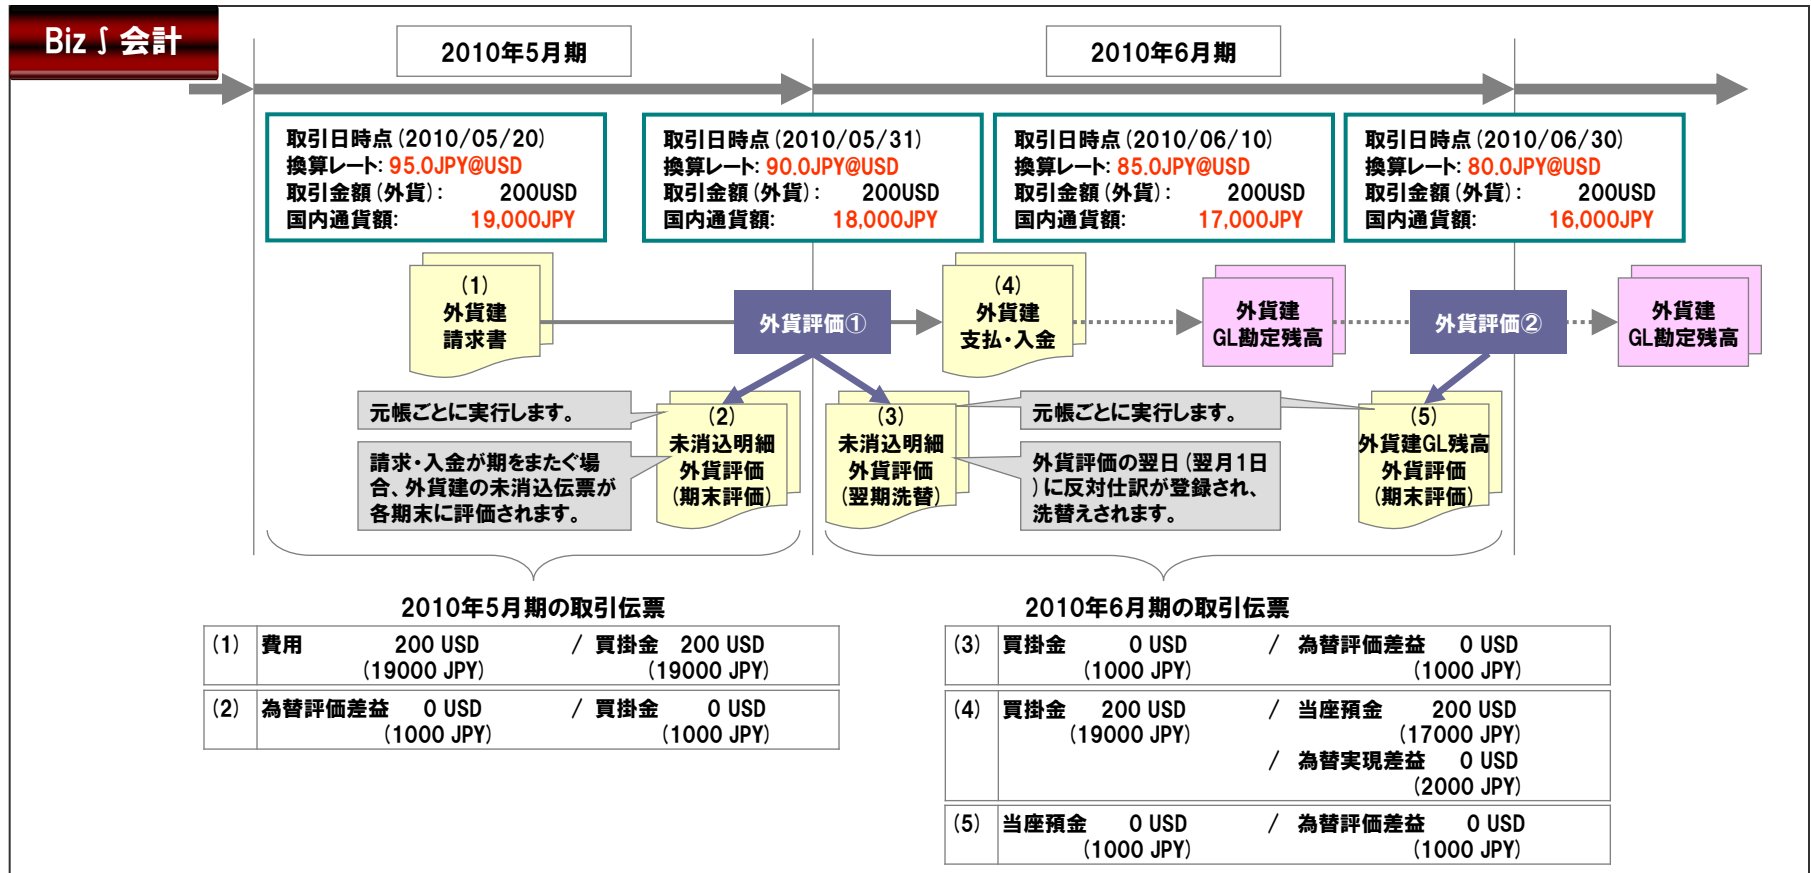 Biz∫会計
2010年5月期
2010年6月期
取引日時点(2010/05/20)
換算レート: 95.0JPY@USD
取引金額(外貨): 200USD
国内通貨額: 19,000JPY
取引日時点(2010/05/31)
換算レート: 90.0JPY@USD
取引金額(外貨): 200USD
国内通貨額: 18,000JPY
取引日時点(2010/06/10)
換算レート: 85.0JPY@USD
取引金額(外貨): 200USD
国内通貨額: 17,000JPY
取引日時点(2010/06/30)
換算レート: 80.0JPY@USD
取引金額(外貨): 200USD
国内通貨額: 16,000JPY
(1)
外貨建
請求書
外貨評価①
(4)
外貨建
支払・入金
外貨建
GL勘定残高
外貨評価②
外貨建
GL勘定残高
元帳ごとに実行します。
請求・入金が期をまたぐ場
合、外貨建の未消込伝票が
各期末に評価されます。
(2)
未消込明細
外貨評価
(期末評価)
(3)
未消込明細
外貨評価
(翌期洗替)
元帳ごとに実行します。
外貨評価の翌日(翌月1日
)に反対仕訳が登録され、
洗替えされます。
(5)
外貨建GL残高
外貨評価
(期末評価)
2010年5月期の取引伝票
(1) 費用 200 USD / 買掛金 200 USD
(19000 JPY) (19000 JPY)
(2) 為替評価差益 0 USD / 買掛金 0 USD
(1000 JPY) (1000 JPY)
2010年6月期の取引伝票
(3) 買掛金 0 USD / 為替評価差益 0 USD
(1000 JPY) (1000 JPY)
(4) 買掛金 200 USD / 当座預金 200 USD
(19000 JPY) (17000 JPY)
/ 為替実現差益 0 USD
(2000 JPY)
(5) 当座預金 0 USD / 為替評価差益 0 USD
(1000 JPY) (1000 JPY)